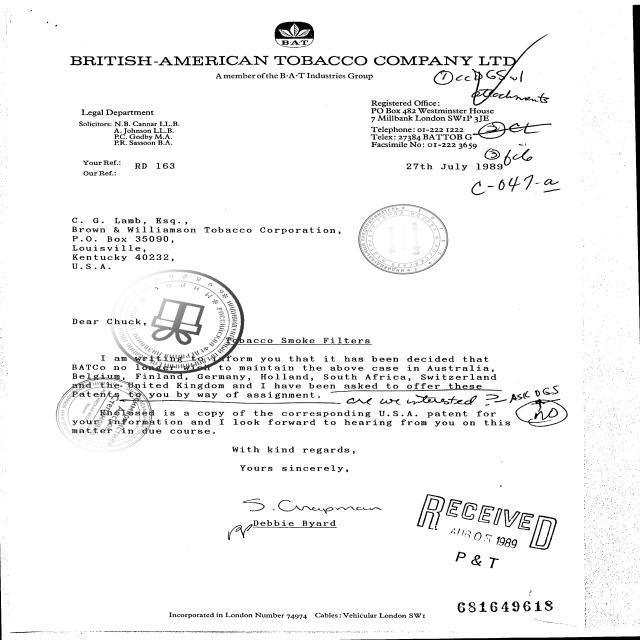 BAT
BRITISH-AMERICAN TOBACCO COMPANY LTD
A member of the B·A·T Industries Group
① cc DGS w/
attachments
Legal Department
Solicitors: N.B. Cannar LL.B.
A. Johnson LL.B.
P.C. Godby M.A.
P.R. Sassoon B.A.
Registered Office:
PO Box 482 Westminster House
7 Millbank London SW1P 3JE
Telephone: 01-222 1222
Telex: 27384 BATTOB G
Facsimile No: 01-222 3659
② CL
③ file
Your Ref.: RD 163
Our Ref.:
27th July 1989
C-047-a
C. G. Lamb, Esq.,
Brown & Williamson Tobacco Corporation,
P.O. Box 35090,
Louisville,
Kentucky 40232,
U.S.A.
11
Dear Chuck,
Tobacco Smoke Filters
I am writing to inform you that it has been decided that
BATCo no longer wish to maintain the above case in Australia,
Belgium, Finland, Germany, Holland, South Africa, Switzerland
and the United Kingdom and I have been asked to offer these
Patents to you by way of assignment.
are we interested? - ASK DGS
NO
Enclosed is a copy of the corresponding U.S.A. patent for
your information and I look forward to hearing from you on this
matter in due course.
With kind regards,
Yours sincerely,
S. Chapman
pp Debbie Byard
RECEIVED
AUG 05 1989
P & T
681649618
Incorporated in London Number 74974 Cables: Vehicular London SW1